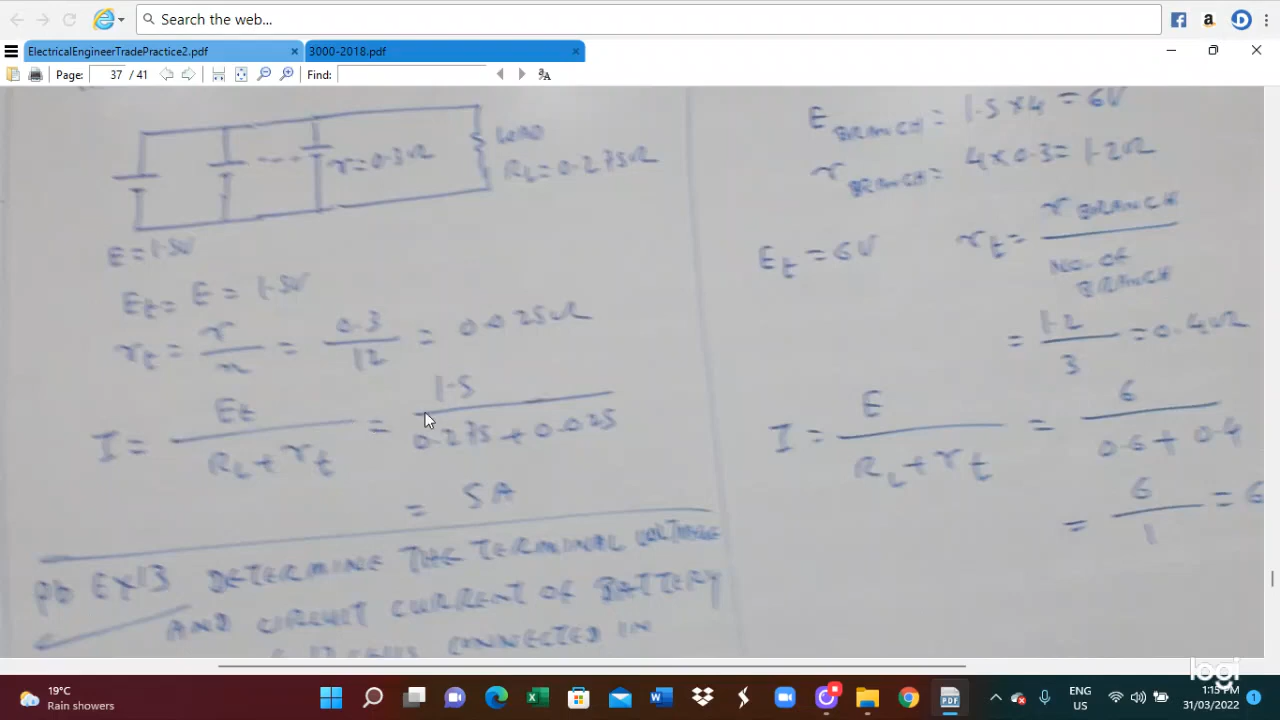 Search the web...
ElectricalEngineerTradePractice2.pdf
3000-2018.pdf
Page: 37 / 41
Find:
LOAD
r=0.3Ω
RL=0.275Ω
E=1.5V
Et= E = 1.5V
rt= r/n = 0.3/12 = 0.025Ω
I= Et/(RL+rt) = 1.5/(0.275+0.025)
= 5A
pb Ex13 DETERMINE THE TERMINAL VOLTAGE
AND CIRCUIT CURRENT OF BATTERY
CONNECTED IN
E BRANCH = 1.5×4 = 6V
r BRANCH = 4×0.3= 1.2Ω
Et =6V rt= r BRANCH/NO. OF BRANCH
= 1.2/3 =0.4Ω
I= E/(RL+rt) = 6/(0.6+0.4
= 6/1 = 6
logi
19°C
Rain showers
ENG
US
1:15 PM
31/03/2022
1